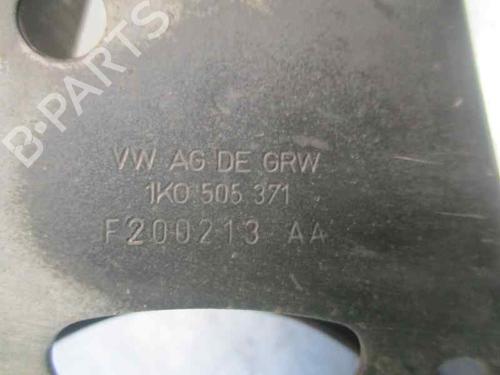 B-PARTS
VW AG DE GRW
1K0 505 371
F200213 AA